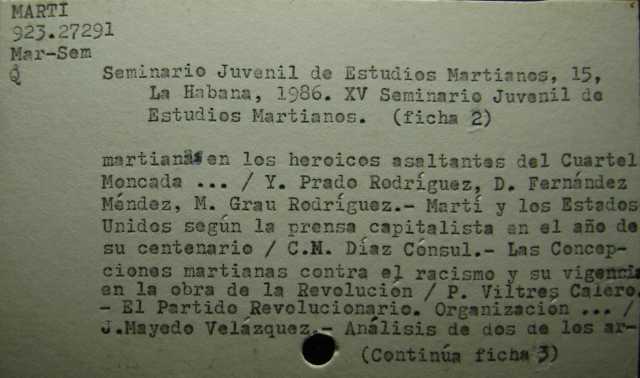 MARTÍ
923.27291
Mar-Sem
Q
Seminario Juvenil de Estudios Martianos, 15,
La Habana, 1986. XV Seminario Juvenil de
Estudios Martianos. (ficha 2)
martianas en los heroicos asaltantes del Cuartel
Moncada ... / Y. Prado Rodríguez, D. Fernández
Méndez, M. Grau Rodríguez.- Martí y los Estados
Unidos según la prensa capitalista en el año de
su centenario / C.M. Díaz Cónsul.- Las Concep-
ciones martianas contra el racismo y su vigencia
en la obra de la Revolución / P. Viltres Calero.
- El Partido Revolucionario. Organización ... /
J.Mayedo Velázquez.- Análisis de dos de los ar-
(Continúa ficha 3)